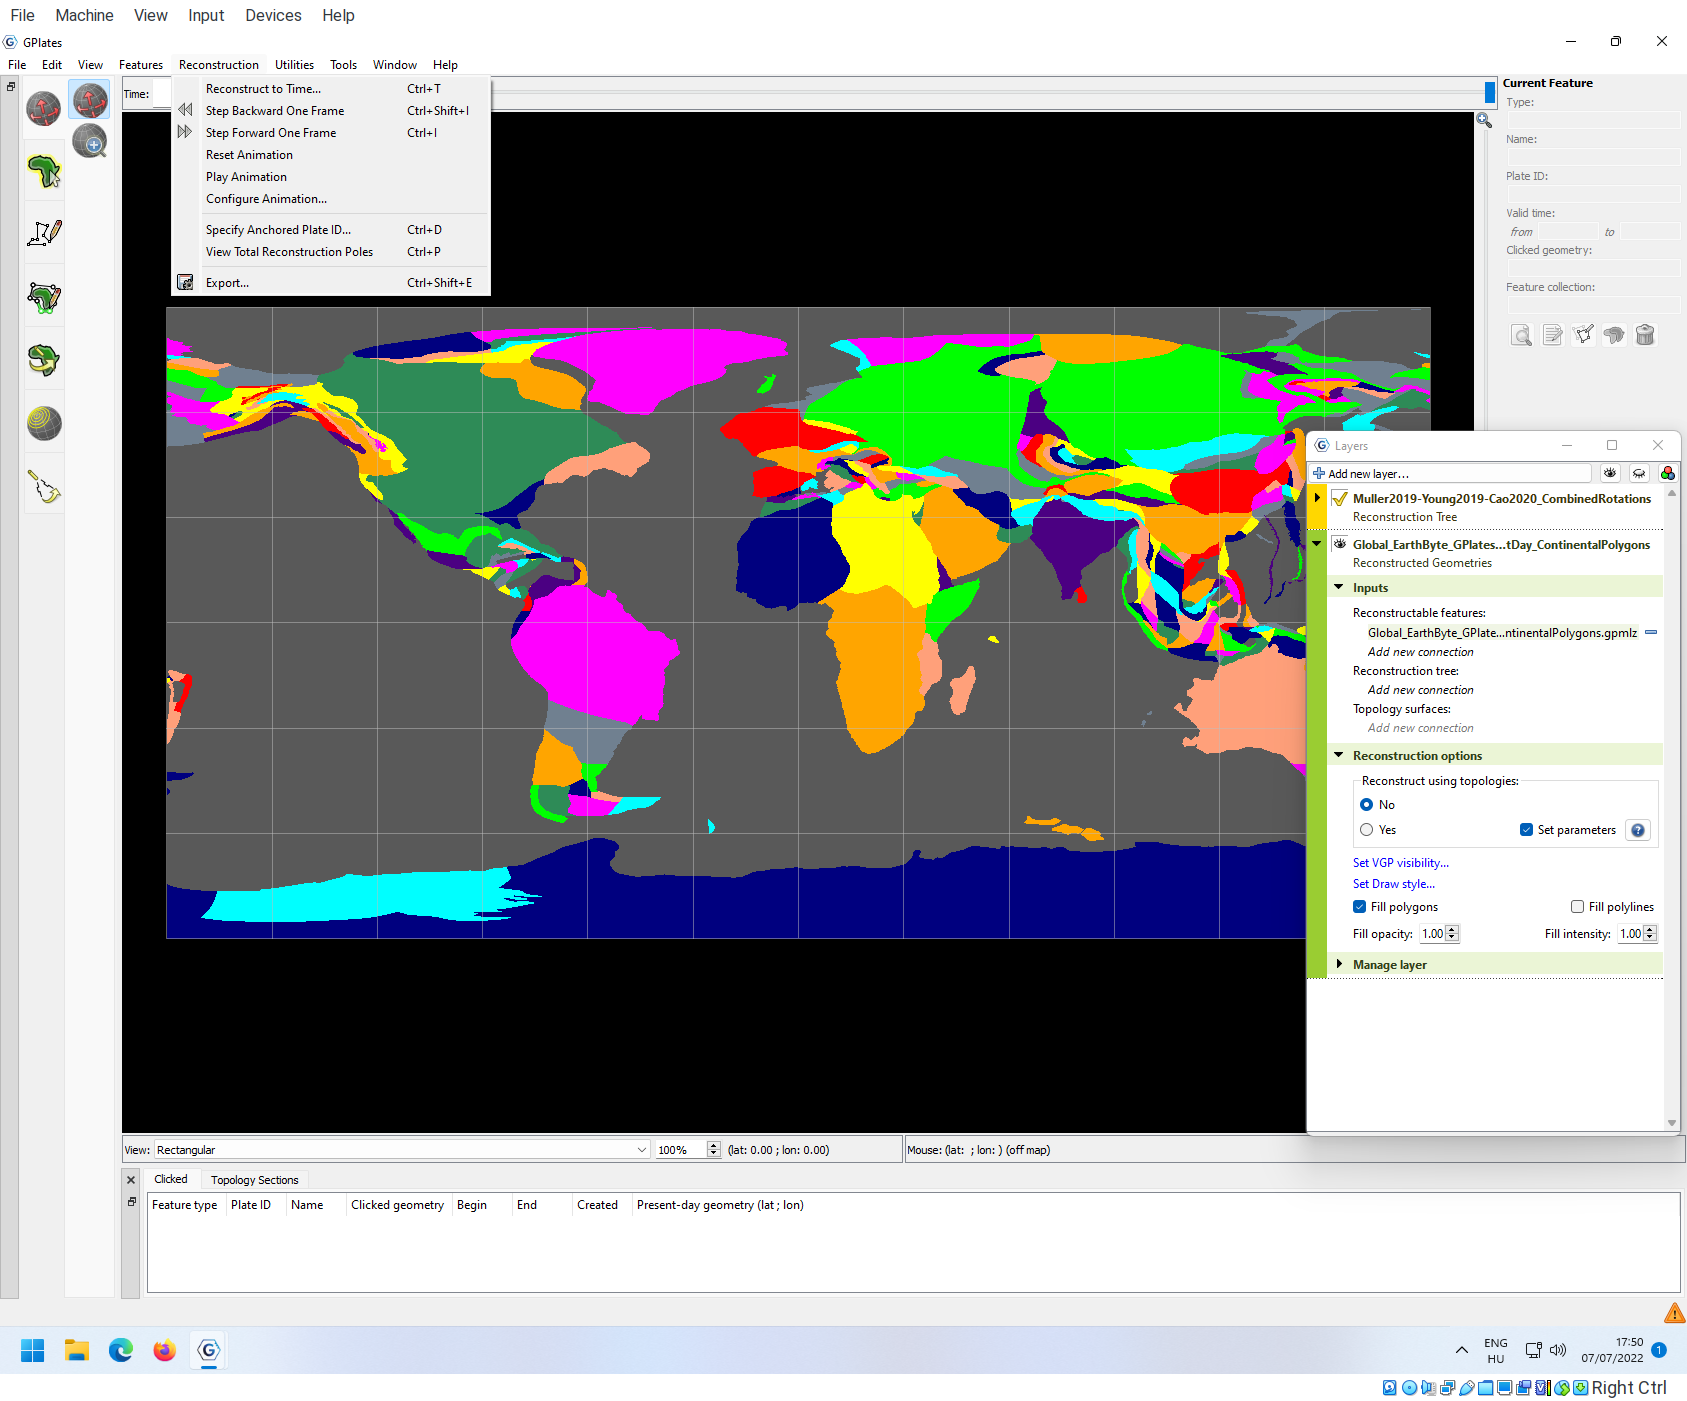 File Machine View Input Devices Help
GPlates
File Edit View Features Reconstruction Utilities Tools Window Help
Reconstruct to Time... Ctrl+T
Step Backward One Frame Ctrl+Shift+I
Step Forward One Frame Ctrl+I
Reset Animation
Play Animation
Configure Animation...
Specify Anchored Plate ID... Ctrl+D
View Total Reconstruction Poles Ctrl+P
Export... Ctrl+Shift+E
Time:
Current Feature
Type:
Name:
Plate ID:
Valid time:
from to
Clicked geometry:
Feature collection:
Layers
Add new layer...
Muller2019-Young2019-Cao2020_CombinedRotations
Reconstruction Tree
Global_EarthByte_GPlates...tDay_ContinentalPolygons
Reconstructed Geometries
Inputs
Reconstructable features:
Global_EarthByte_GPlate...ntinentalPolygons.gpmlz
Add new connection
Reconstruction tree:
Add new connection
Topology surfaces:
Add new connection
Reconstruction options
Reconstruct using topologies:
No
Yes Set parameters
Set VGP visibility...
Set Draw style...
Fill polygons Fill polylines
Fill opacity: 1.00 Fill intensity: 1.00
Manage layer
View: Rectangular 100% (lat: 0.00 ; lon: 0.00) Mouse: (lat: ; lon: ) (off map)
Clicked Topology Sections
Feature type Plate ID Name Clicked geometry Begin End Created Present-day geometry (lat ; lon)
ENG
HU
17:50
07/07/2022
1
Right Ctrl